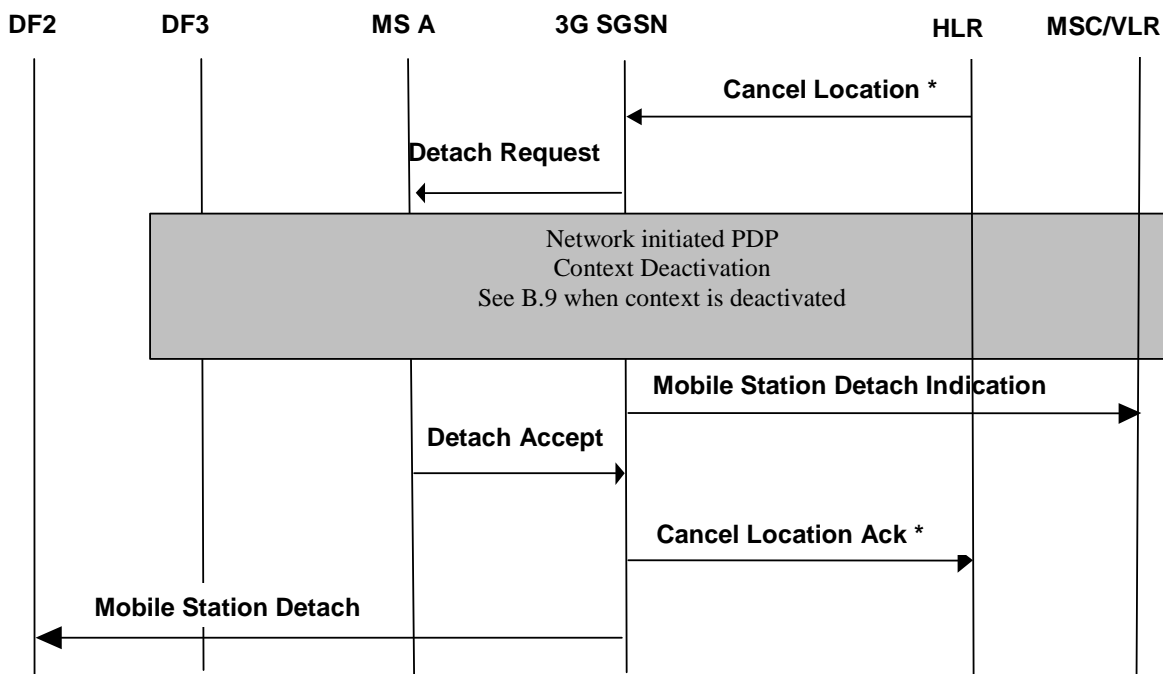 DF2 DF3 MS A 3G SGSN HLR MSC/VLR
Cancel Location *
Detach Request
Network initiated PDP
Context Deactivation
See B.9 when context is deactivated
Mobile Station Detach Indication
Detach Accept
Cancel Location Ack *
Mobile Station Detach